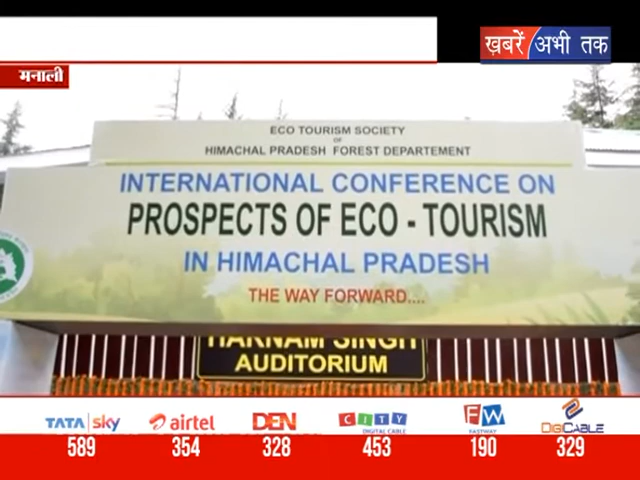 ख़बरें अभी तक
मनाली
ECO TOURISM SOCIETY
OF
HIMACHAL PRADESH FOREST DEPARTEMENT
INTERNATIONAL CONFERENCE ON
PROSPECTS OF ECO - TOURISM
IN HIMACHAL PRADESH
THE WAY FORWARD....
HARNAM SINGH
AUDITORIUM
TATA sky airtel DEN CITY DIGITAL CABLE FW FASTWAY DIGICABLE
589 354 328 453 190 329